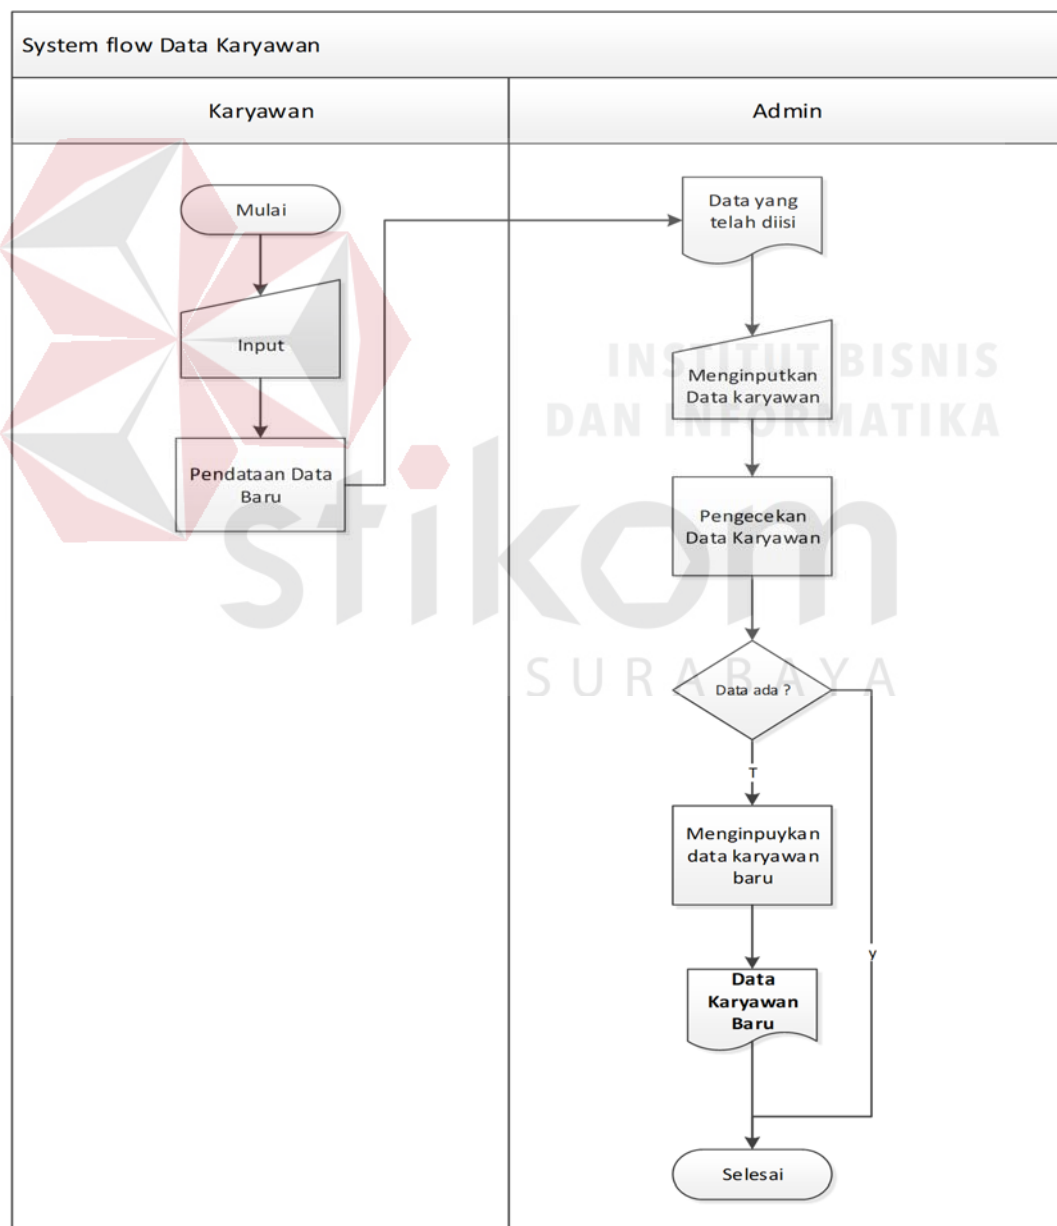 System flow Data Karyawan
Karyawan
Admin
Mulai
Input
Pendataan Data
Baru
Data yang
telah diisi
Menginputkan
Data karyawan
Pengecekan
Data Karyawan
Data ada ?
T
Menginpuykan
data karyawan
baru
y
Data
Karyawan
Baru
Selesai
INSTITUT BISNIS
DAN INFORMATIKA
stikom
SURABAYA